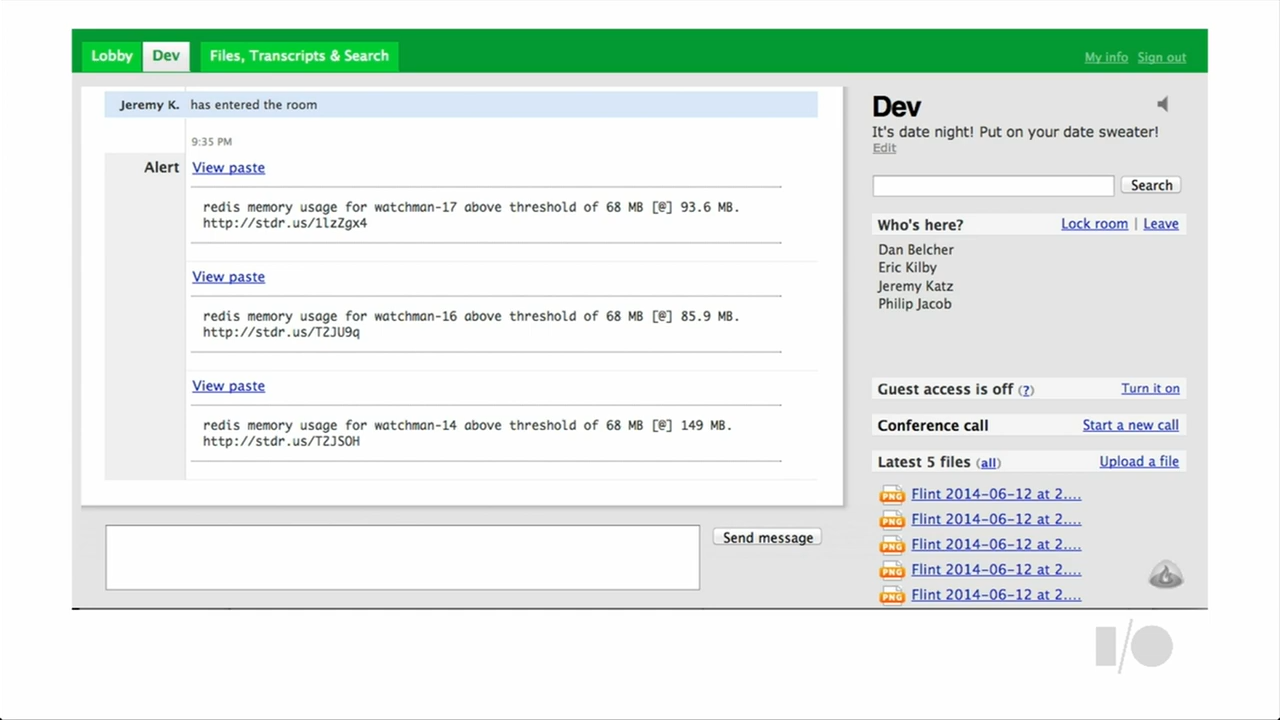 Lobby Dev Files, Transcripts & Search My info Sign out
Jeremy K. has entered the room
9:35 PM
Alert View paste
redis memory usage for watchman-17 above threshold of 68 MB [@] 93.6 MB.
http://stdr.us/1lzZgx4
View paste
redis memory usage for watchman-16 above threshold of 68 MB [@] 85.9 MB.
http://stdr.us/TZJU9q
View paste
redis memory usage for watchman-14 above threshold of 68 MB [@] 149 MB.
http://stdr.us/TZJSOH
Send message
Dev
It's date night! Put on your date sweater!
Edit
Search
Who's here? Lock room | Leave
Dan Belcher
Eric Kilby
Jeremy Katz
Philip Jacob
Guest access is off (?) Turn it on
Conference call Start a new call
Latest 5 files (all) Upload a file
PNG Flint 2014-06-12 at 2....
PNG Flint 2014-06-12 at 2....
PNG Flint 2014-06-12 at 2....
PNG Flint 2014-06-12 at 2....
PNG Flint 2014-06-12 at 2....
I/O